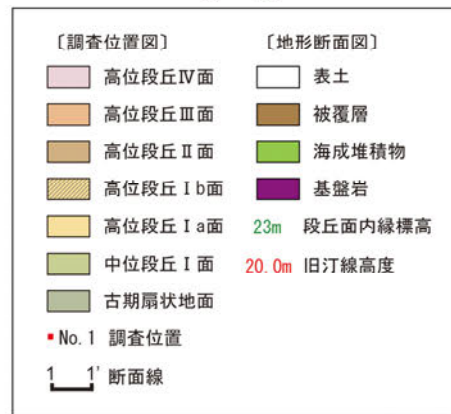 〔調査位置図〕
高位段丘Ⅳ面
高位段丘Ⅲ面
高位段丘Ⅱ面
高位段丘Ⅰb面
高位段丘Ⅰa面
中位段丘Ⅰ面
古期扇状地面
No. 1 調査位置
1 1' 断面線
〔地形断面図〕
表土
被覆層
海成堆積物
基盤岩
23m 段丘面内縁標高
20.0m 旧汀線高度